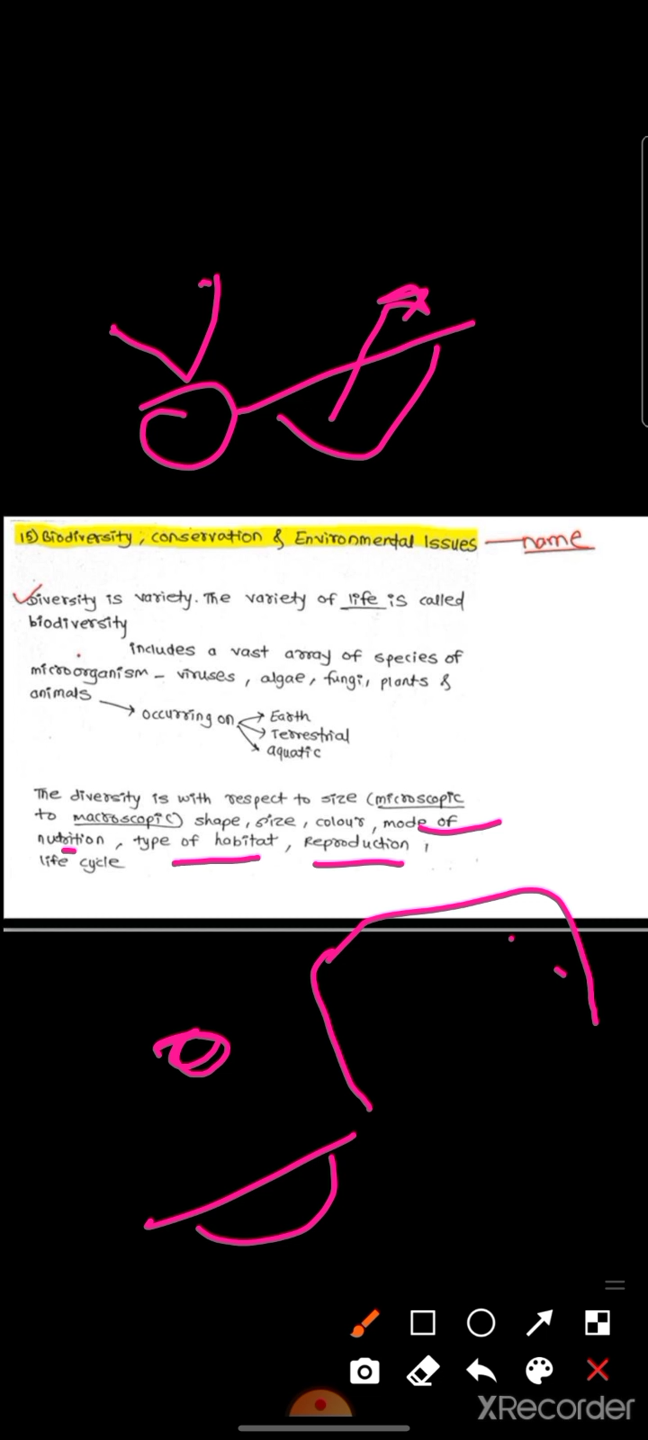 15) Biodiversity, conservation & Environmental Issues — name
Diversity is variety. The variety of life is called
biodiversity
includes a vast array of species of
microorganism - viruses, algae, fungi, plants &
animals
→ occurring on → Earth
→ Terrestrial
→ aquatic
The diversity is with respect to size (microscopic
to macroscopic) shape, size, colour, mode of
nutrition, type of habitat, Reproduction,
life cycle
XRecorder